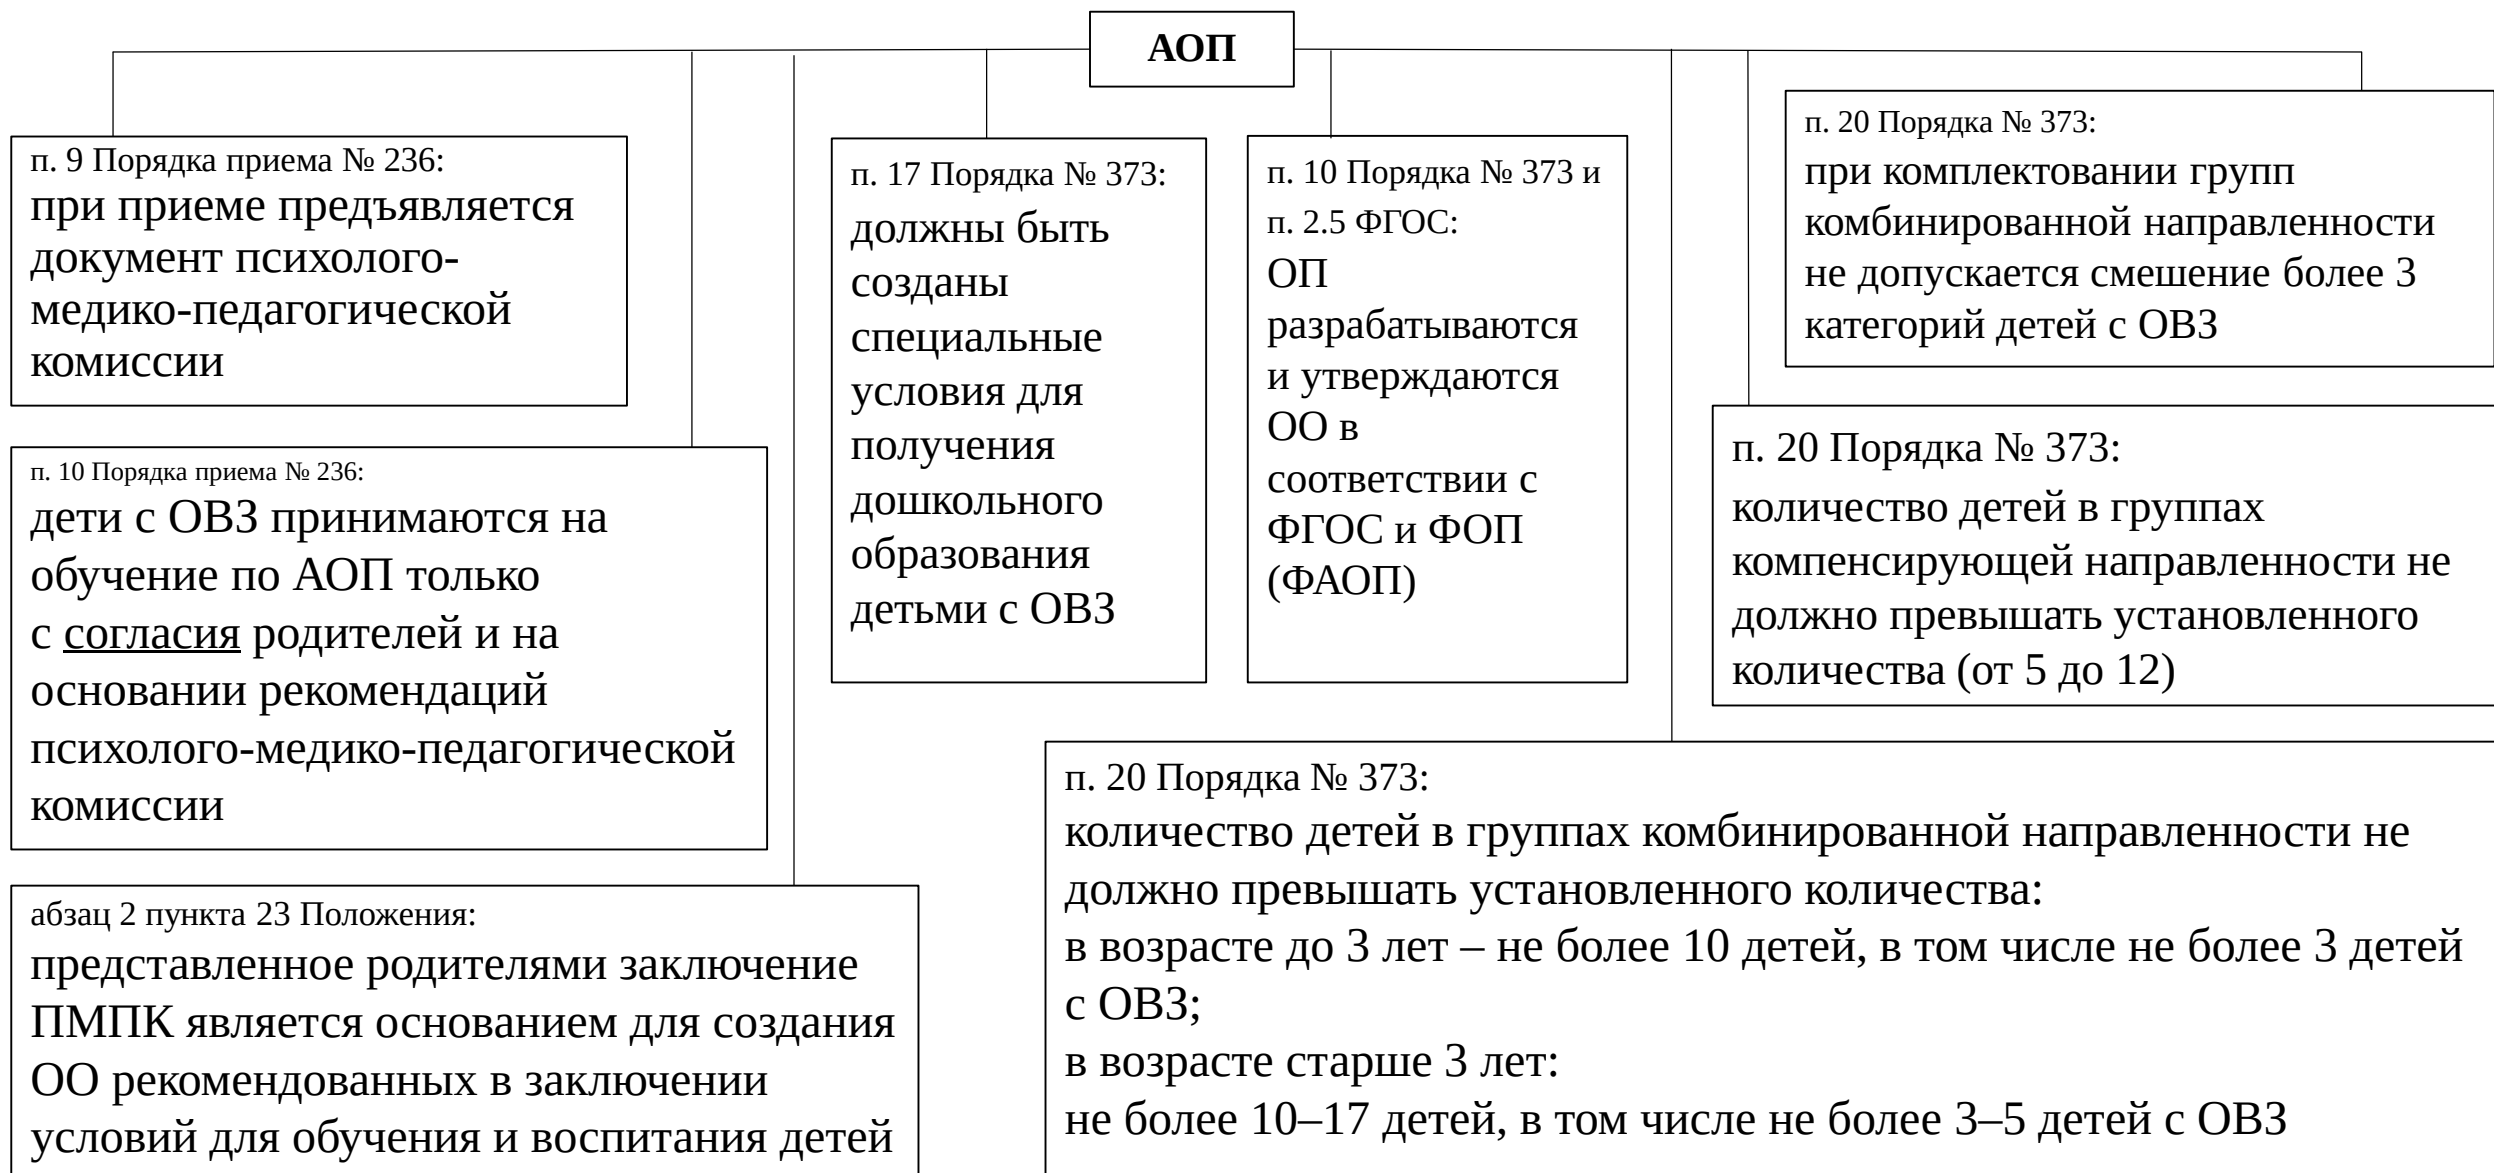 АОП
п. 9 Порядка приема № 236:
при приеме предъявляется
документ психолого-
медико-педагогической
комиссии
п. 10 Порядка приема № 236:
дети с ОВЗ принимаются на
обучение по АОП только
с согласия родителей и на
основании рекомендаций
психолого-медико-педагогической
комиссии
абзац 2 пункта 23 Положения:
представленное родителями заключение
ПМПК является основанием для создания
ОО рекомендованных в заключении
условий для обучения и воспитания детей
п. 17 Порядка № 373:
должны быть
созданы
специальные
условия для
получения
дошкольного
образования
детьми с ОВЗ
п. 10 Порядка № 373 и
п. 2.5 ФГОС:
ОП
разрабатываются
и утверждаются
ОО в
соответствии с
ФГОС и ФОП
(ФАОП)
п. 20 Порядка № 373:
при комплектовании групп
комбинированной направленности
не допускается смешение более 3
категорий детей с ОВЗ
п. 20 Порядка № 373:
количество детей в группах
компенсирующей направленности не
должно превышать установленного
количества (от 5 до 12)
п. 20 Порядка № 373:
количество детей в группах комбинированной направленности не
должно превышать установленного количества:
в возрасте до 3 лет – не более 10 детей, в том числе не более 3 детей
с ОВЗ;
в возрасте старше 3 лет:
не более 10–17 детей, в том числе не более 3–5 детей с ОВЗ